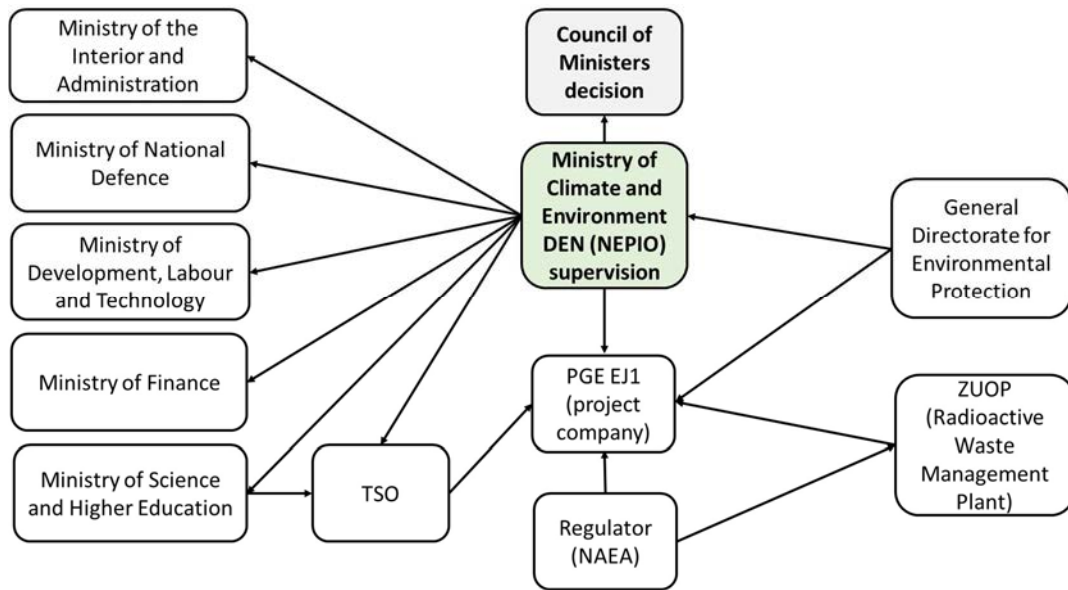 Ministry of the
Interior and
Administration
Council of
Ministers
decision
Ministry of National
Defence
Ministry of
Climate and
Environment
DEN (NEPIO)
supervision
General
Directorate for
Environmental
Protection
Ministry of
Development, Labour
and Technology
Ministry of Finance
PGE EJ1
(project
company)
ZUOP
(Radioactive
Waste
Management
Plant)
Ministry of Science
and Higher Education
TSO
Regulator
(NAEA)